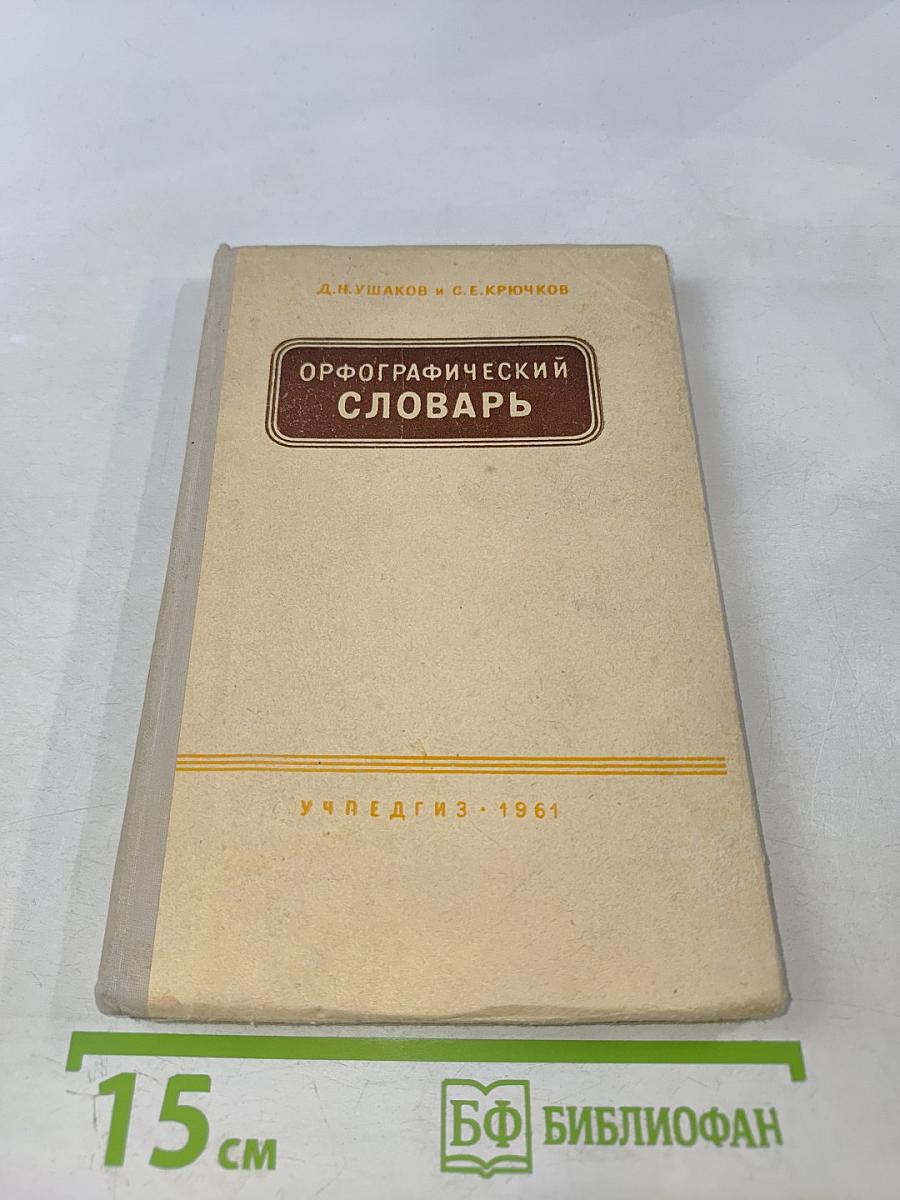 Д.Н.УШАКОВ и С.Е.КРЮЧКОВ
ОРФОГРАФИЧЕСКИЙ
СЛОВАРЬ
УЧПЕДГИЗ · 1961
15 см
БФ БИБЛИОФАН